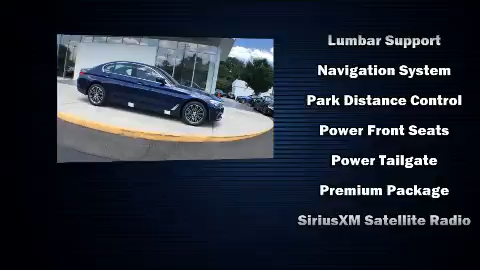 Lumbar Support
Navigation System
Park Distance Control
Power Front Seats
Power Tailgate
Premium Package
SiriusXM Satellite Radio